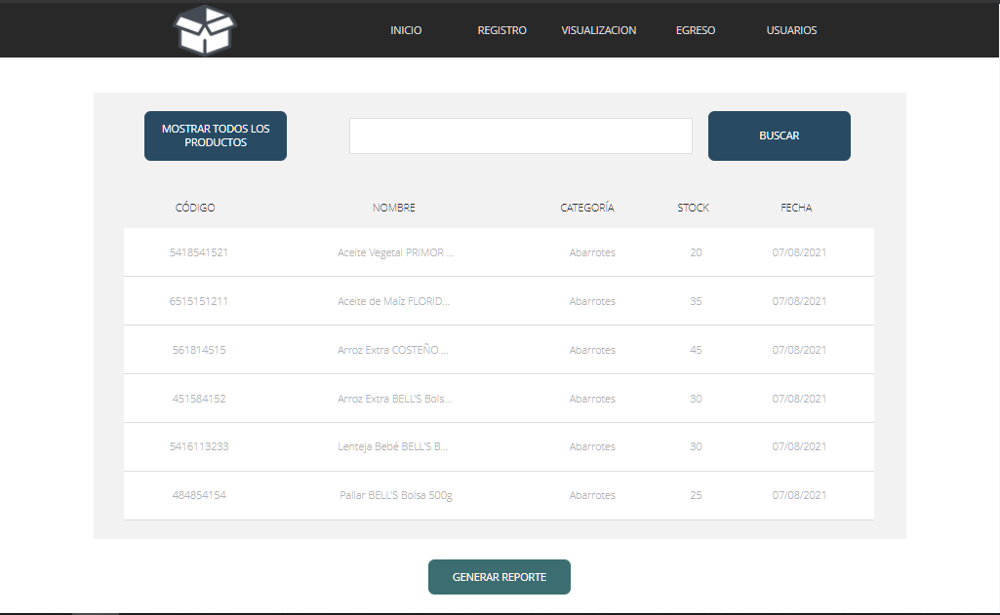 INICIO REGISTRO VISUALIZACION EGRESO USUARIOS
MOSTRAR TODOS LOS
PRODUCTOS
BUSCAR
CÓDIGO NOMBRE CATEGORÍA STOCK FECHA
5418541521 Aceite Vegetal PRIMOR ... Abarrotes 20 07/08/2021
6515151211 Aceite de Maíz FLORID... Abarrotes 35 07/08/2021
561814515 Arroz Extra COSTEÑO ... Abarrotes 45 07/08/2021
451584152 Arroz Extra BELL'S Bols... Abarrotes 30 07/08/2021
5416113233 Lenteja Bebé BELL'S B... Abarrotes 30 07/08/2021
484854154 Pallar BELL'S Bolsa 500g Abarrotes 25 07/08/2021
GENERAR REPORTE